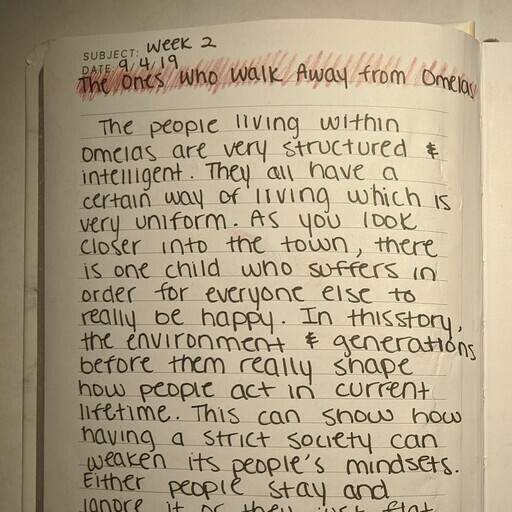 SUBJECT: Week 2
DATE: 9/4/19
The Ones Who Walk Away from Omelas
The people living within
Omelas are very structured &
intelligent. They all have a
certain way of living which is
very uniform. As you look
closer into the town, there
is one child who suffers in
order for everyone else to
really be happy. In this story,
the environment & generations
before them really shape
how people act in current
lifetime. This can show how
having a strict society can
weaken its people's mindsets.
Either people stay and
ignore it or they just flat